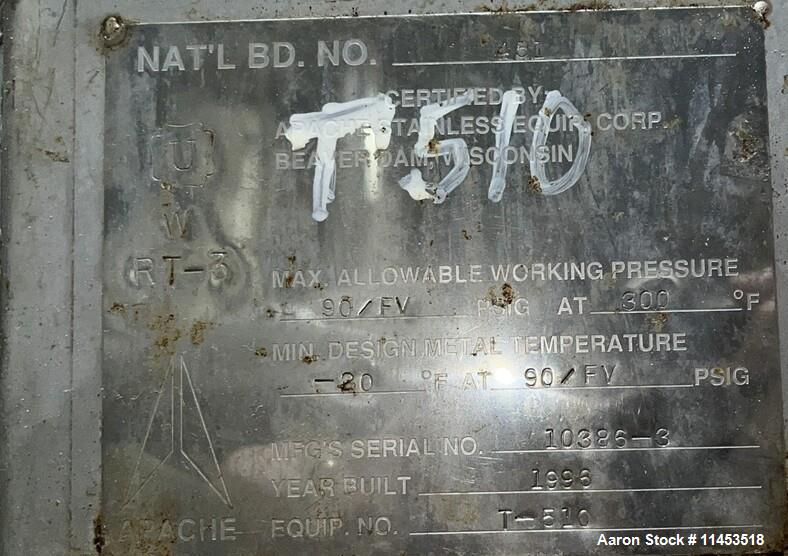 NAT'L BD. NO. 451
T-510
CERTIFIED BY:
APACHE STAINLESS EQUIP. CORP.
BEAVER DAM, WISCONSIN
U
W
RT-3
MAX. ALLOWABLE WORKING PRESSURE
90/FV PSIG AT 300 °F
MIN. DESIGN METAL TEMPERATURE
-20 °F AT 90/FV PSIG
MFG'S SERIAL NO. 10386-3
YEAR BUILT 1996
APACHE EQUIP. NO. T-510
Aaron Stock # 11453518